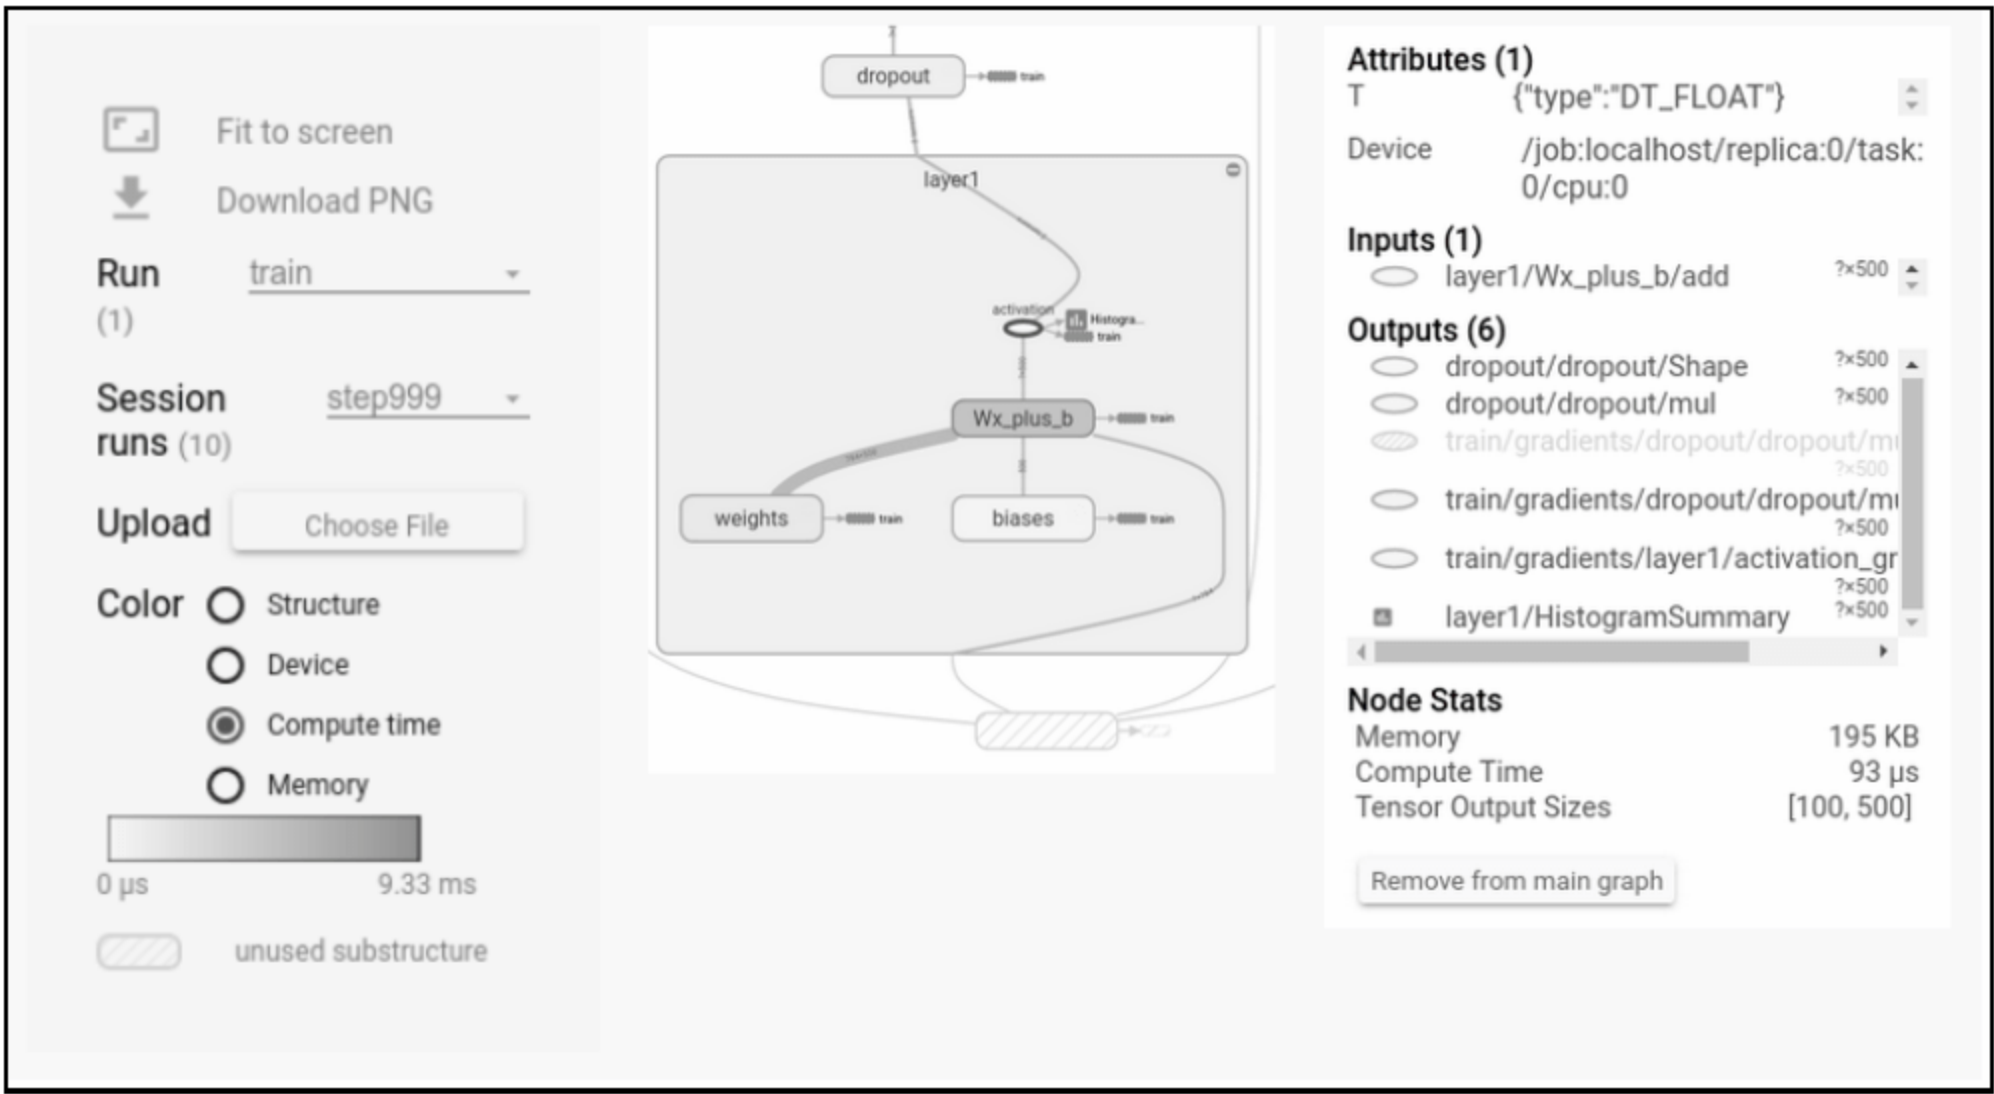 Fit to screen
Download PNG
Run train
(1)
Session step999
runs (10)
Upload Choose File
Color Structure
Device
Compute time
Memory
0 µs 9.33 ms
unused substructure
dropout train
layer1
activation
Histogra...
train
Wx_plus_b train
weights train biases train
Attributes (1)
T {"type":"DT_FLOAT"}
Device /job:localhost/replica:0/task:
0/cpu:0
Inputs (1)
layer1/Wx_plus_b/add ?×500
Outputs (6)
dropout/dropout/Shape ?×500
dropout/dropout/mul ?×500
train/gradients/dropout/dropout/mu
?×500
train/gradients/dropout/dropout/mu
?×500
train/gradients/layer1/activation_gr
?×500
layer1/HistogramSummary ?×500
Node Stats
Memory 195 KB
Compute Time 93 µs
Tensor Output Sizes [100, 500]
Remove from main graph